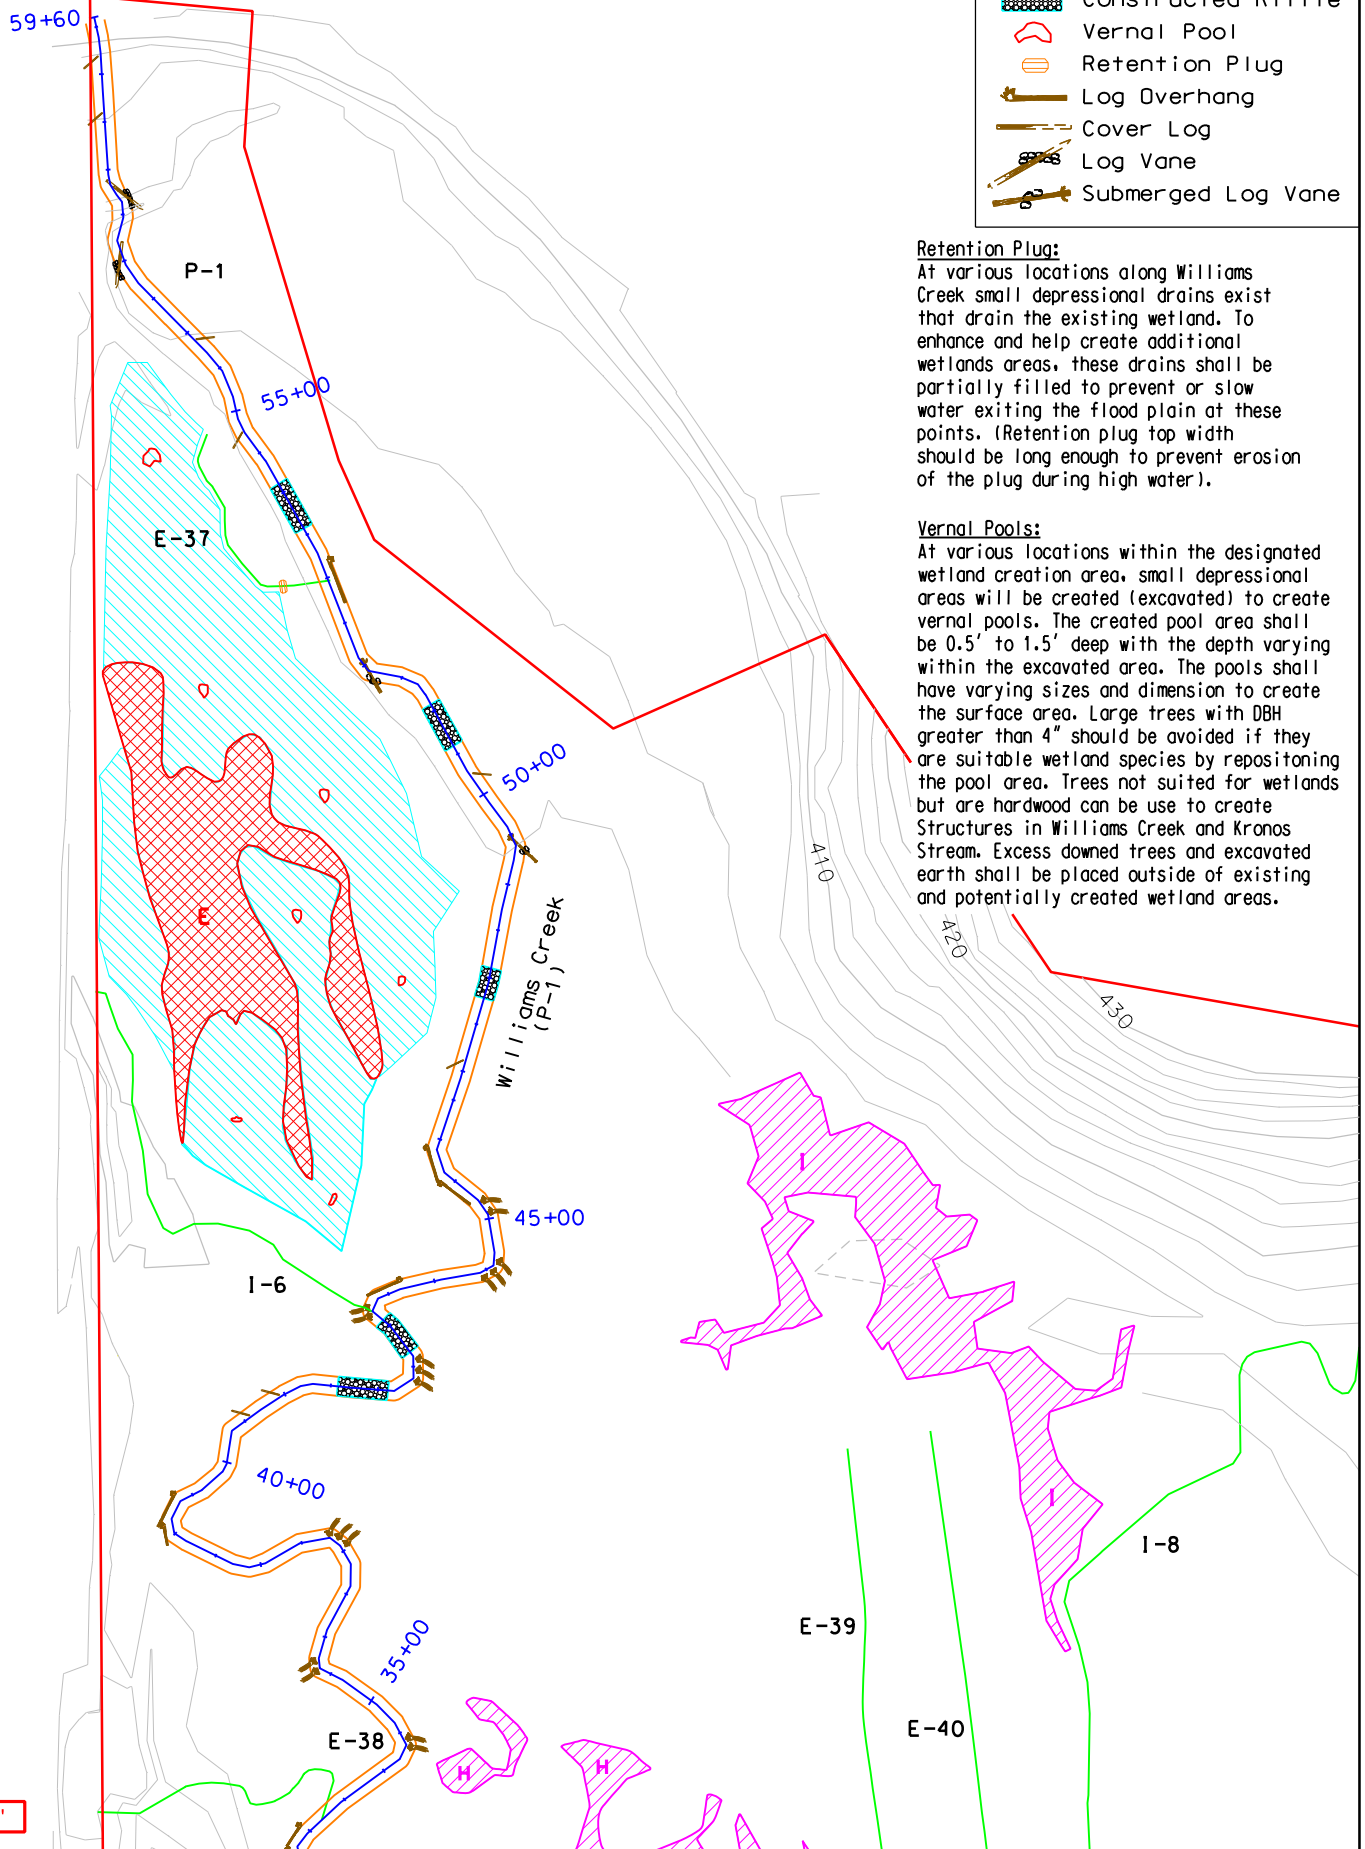 59+60
Constructed Riffle
Vernal Pool
Retention Plug
Log Overhang
Cover Log
Log Vane
Submerged Log Vane
Retention Plug:
At various locations along Williams
Creek small depressional drains exist
that drain the existing wetland. To
enhance and help create additional
wetlands areas, these drains shall be
partially filled to prevent or slow
water exiting the flood plain at these
points. (Retention plug top width
should be long enough to prevent erosion
of the plug during high water).
Vernal Pools:
At various locations within the designated
wetland creation area, small depressional
areas will be created (excavated) to create
vernal pools. The created pool area shall
be 0.5' to 1.5' deep with the depth varying
within the excavated area. The pools shall
have varying sizes and dimension to create
the surface area. Large trees with DBH
greater than 4" should be avoided if they
are suitable wetland species by repositoning
the pool area. Trees not suited for wetlands
but are hardwood can be use to create
Structures in Williams Creek and Kronos
Stream. Excess downed trees and excavated
earth shall be placed outside of existing
and potentially created wetland areas.
P-1
55+00
E-37
50+00
410
E
420
Williams Creek
(P-1)
430
I
45+00
I-6
40+00
I
I-8
E-39
35+00
E-40
E-38
H
H
'